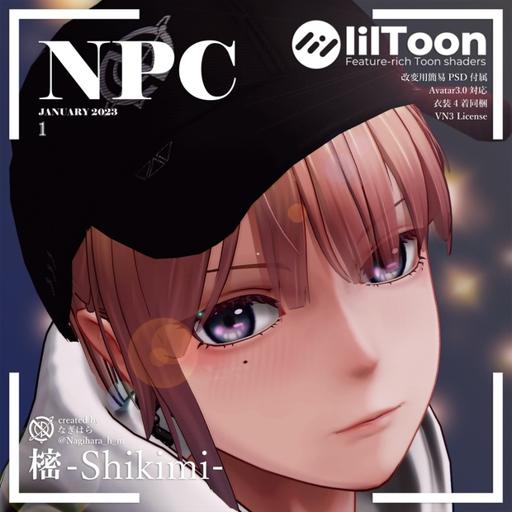 NPC
JANUARY 2023
1
lilToon
Feature-rich Toon shaders
改変用簡易 PSD 付属
Avatar3.0 対応
衣装 4 着同梱
VN3 License
created by
なぎはら
@Nagihara_h_m
樒 -Shikimi-